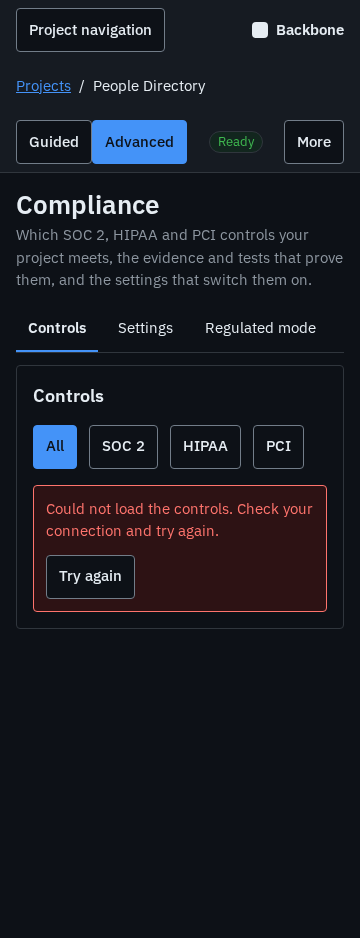 Project navigation
Backbone
Projects / People Directory
Guided
Advanced
Ready
More
Compliance
Which SOC 2, HIPAA and PCI controls your
project meets, the evidence and tests that prove
them, and the settings that switch them on.
Controls
Settings
Regulated mode
Controls
All
SOC 2
HIPAA
PCI
Could not load the controls. Check your
connection and try again.
Try again